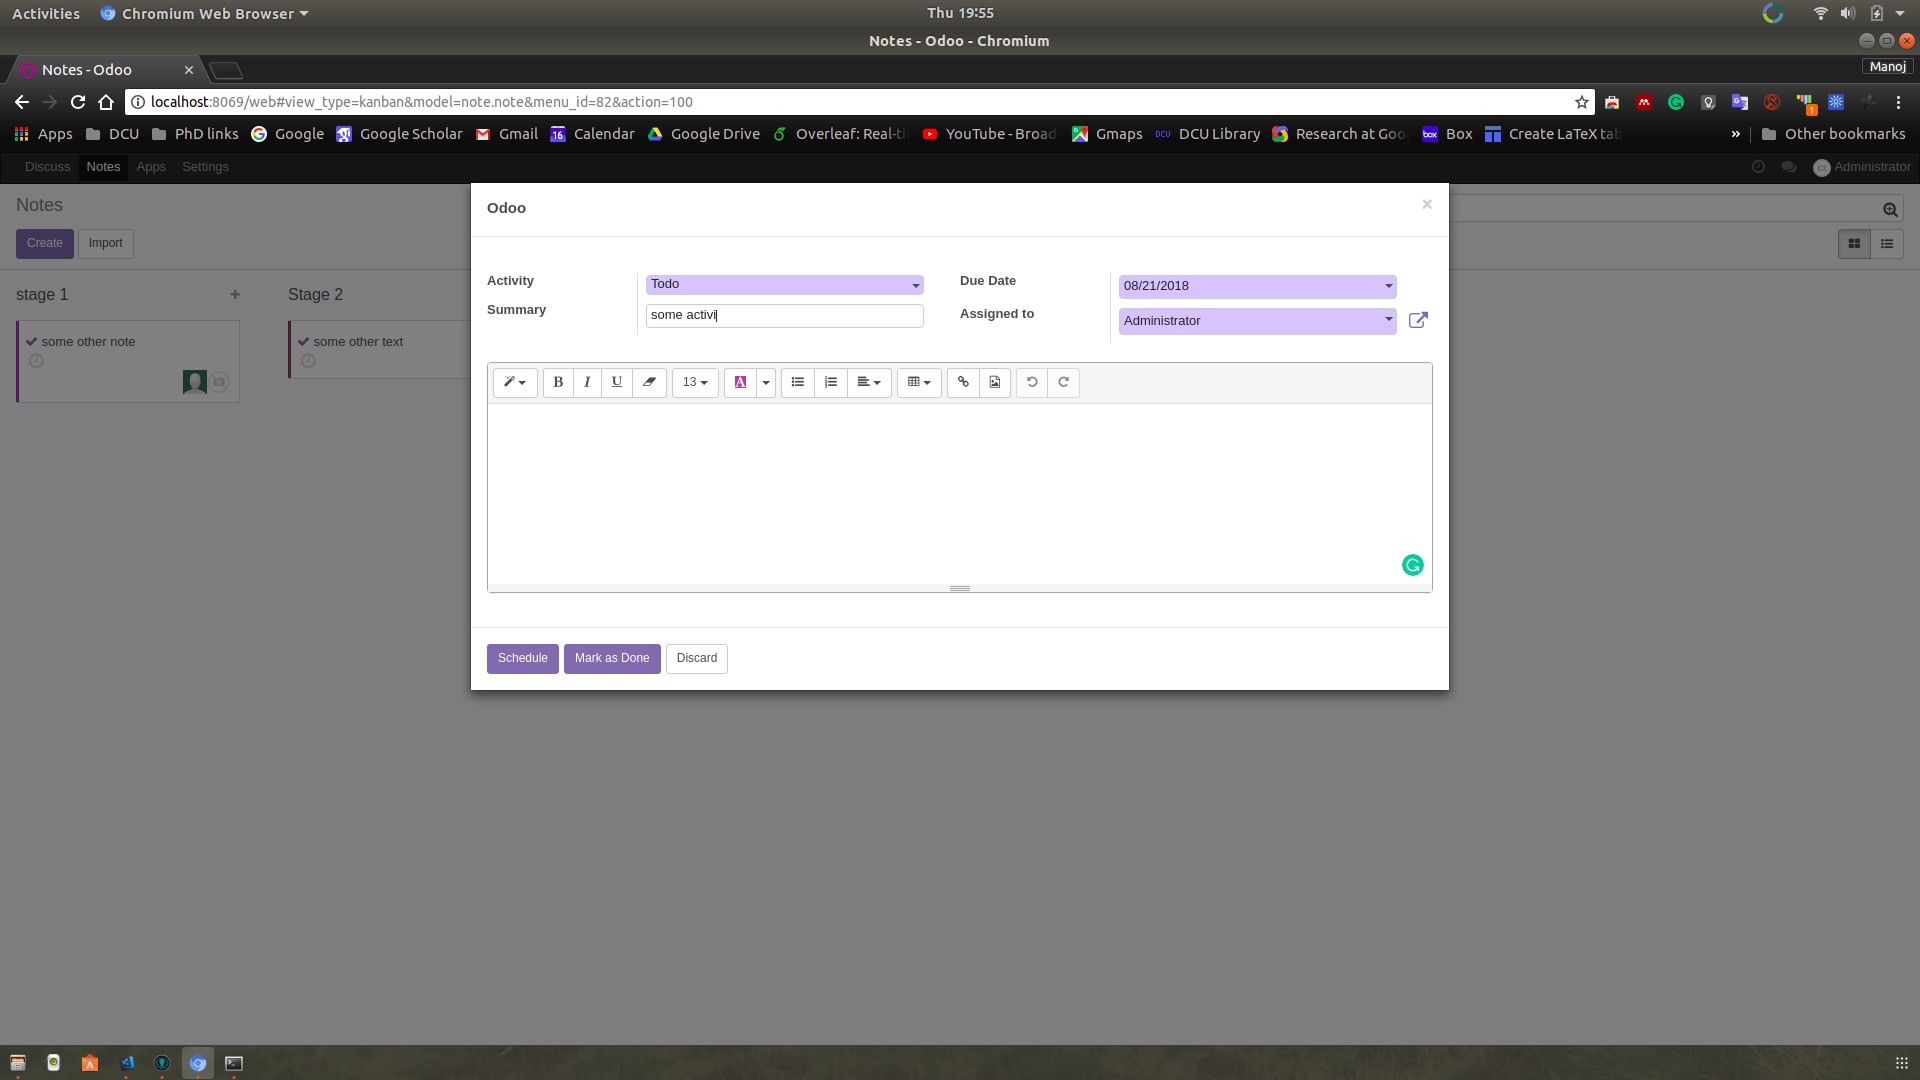 Activities Chromium Web Browser Thu 19:55
Notes - Odoo - Chromium
Notes - Odoo Manoj
localhost:8069/web#view_type=kanban&model=note.note&menu_id=82&action=100
1
Apps DCU PhD links Google Google Scholar Gmail 16 Calendar Google Drive Overleaf: Real-ti YouTube - Broad Gmaps DCU DCU Library Research at Goo box Box Create LaTeX tab » Other bookmarks
Discuss Notes Apps Settings Administrator
Notes
Create Import
stage 1 + Stage 2
some other note some other text
Odoo ×
Activity Todo Due Date 08/21/2018
Summary some activi Assigned to Administrator
B I U 13 A
Schedule Mark as Done Discard